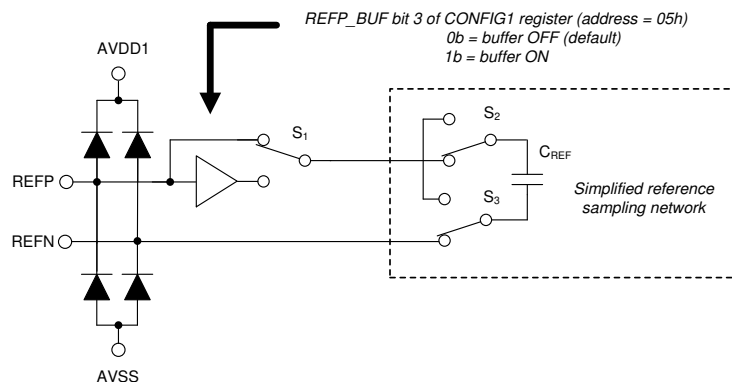 REFP_BUF bit 3 of CONFIG1 register (address = 05h)
0b = buffer OFF (default)
1b = buffer ON
AVDD1
S1
S2
CREF
REFP
S3
Simplified reference
sampling network
REFN
AVSS